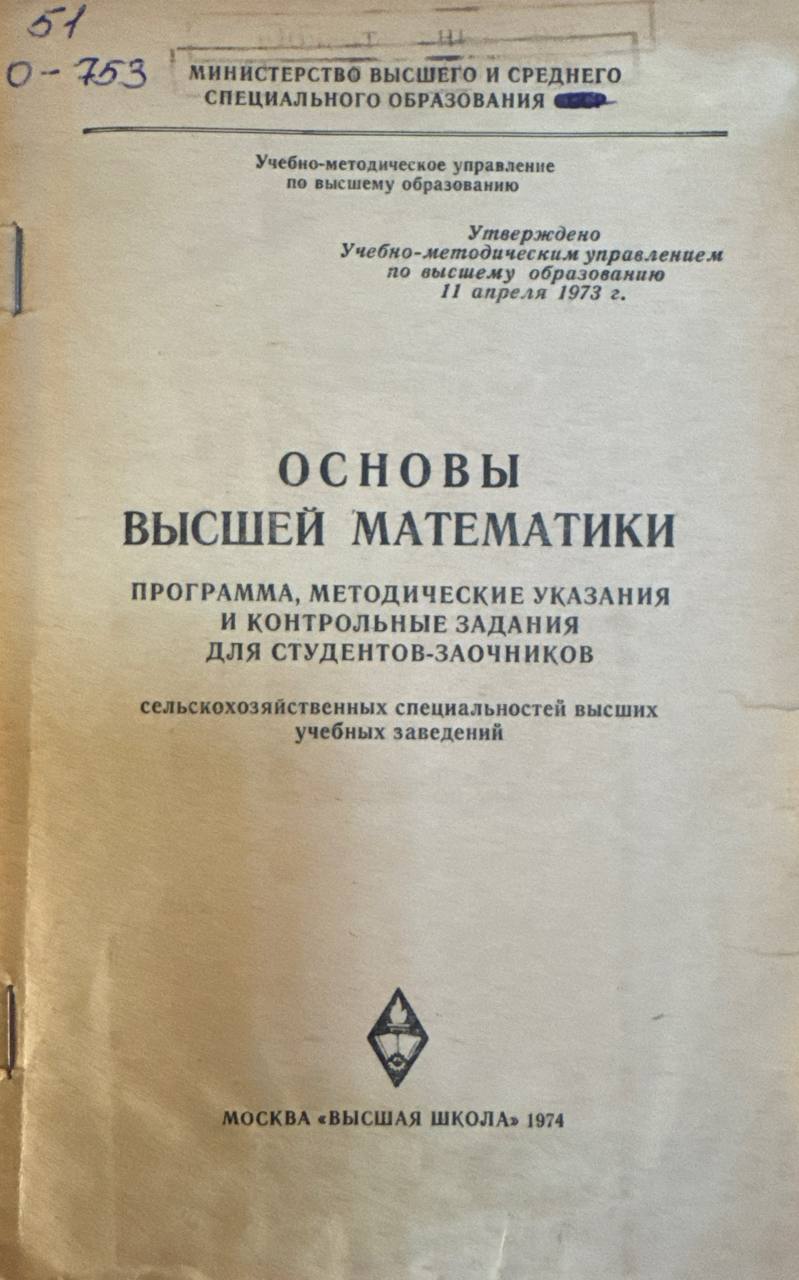 51
О-753
МИНИСТЕРСТВО ВЫСШЕГО И СРЕДНЕГО
СПЕЦИАЛЬНОГО ОБРАЗОВАНИЯ
Учебно-методическое управление
по высшему образованию
Утверждено
Учебно-методическим управлением
по высшему образованию
11 апреля 1973 г.
ОСНОВЫ
ВЫСШЕЙ МАТЕМАТИКИ
ПРОГРАММА, МЕТОДИЧЕСКИЕ УКАЗАНИЯ
И КОНТРОЛЬНЫЕ ЗАДАНИЯ
ДЛЯ СТУДЕНТОВ-ЗАОЧНИКОВ
сельскохозяйственных специальностей высших
учебных заведений
МОСКВА «ВЫСШАЯ ШКОЛА» 1974